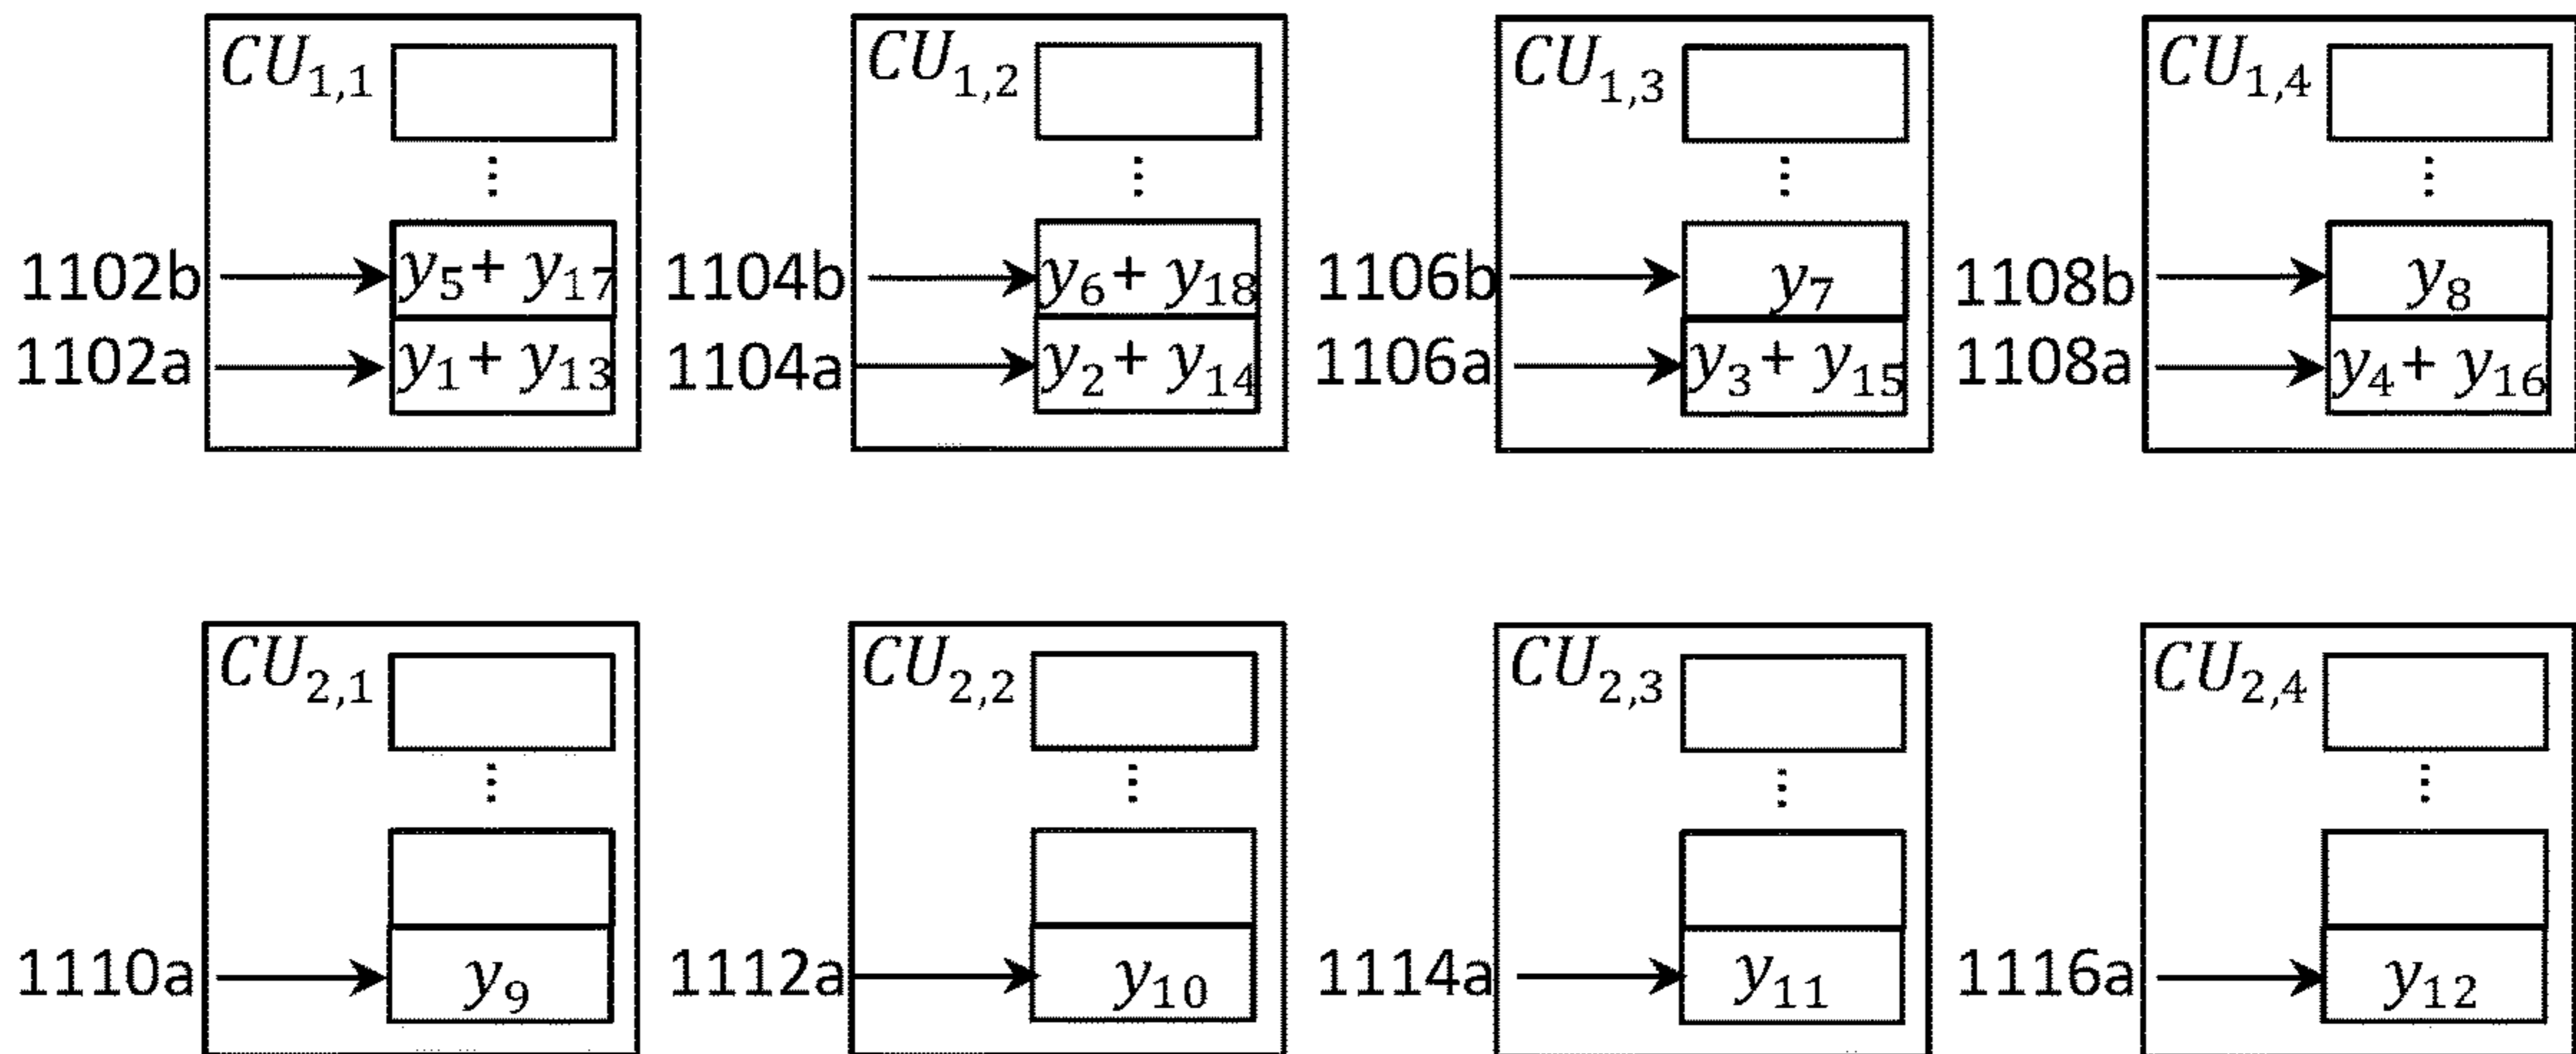 CU₁,₁ CU₁,₂ CU₁,₃ CU₁,₄
⋮ ⋮ ⋮ ⋮
1102b y₅ + y₁₇ 1104b y₆ + y₁₈ 1106b y₇ 1108b y₈
1102a y₁ + y₁₃ 1104a y₂ + y₁₄ 1106a y₃ + y₁₅ 1108a y₄ + y₁₆
CU₂,₁ CU₂,₂ CU₂,₃ CU₂,₄
⋮ ⋮ ⋮ ⋮
1110a y₉ 1112a y₁₀ 1114a y₁₁ 1116a y₁₂